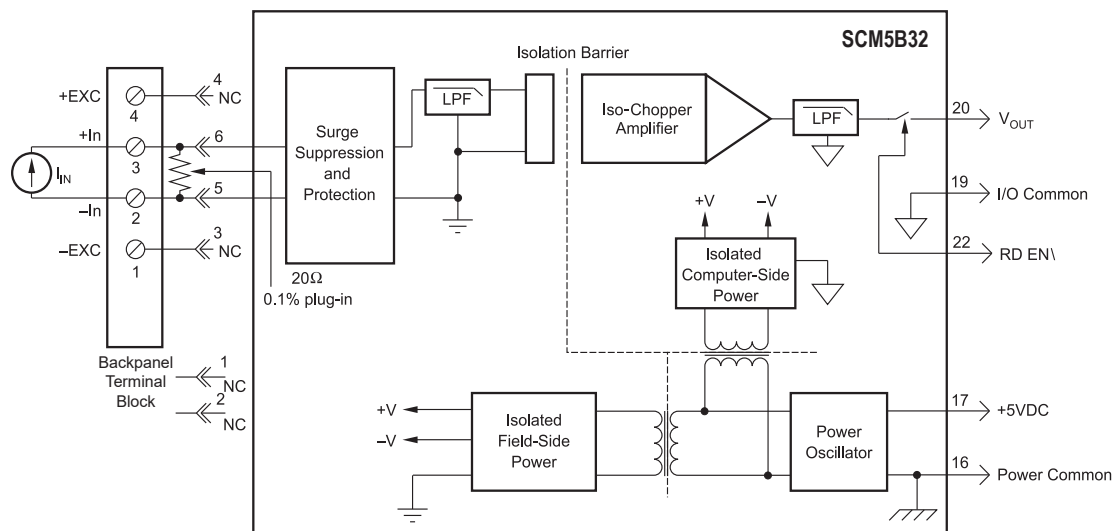 SCM5B32
Isolation Barrier
+EXC
4
4
NC
+In
3
6
I_IN
–In
2
5
–EXC
1
3
NC
Surge
Suppression
and
Protection
LPF
Iso-Chopper
Amplifier
LPF
20
V_OUT
19
I/O Common
22
RD EN\
+V
–V
Isolated
Computer-Side
Power
20Ω
0.1% plug-in
Backpanel
Terminal
Block
1
NC
2
NC
+V
–V
Isolated
Field-Side
Power
Power
Oscillator
17
+5VDC
16
Power Common